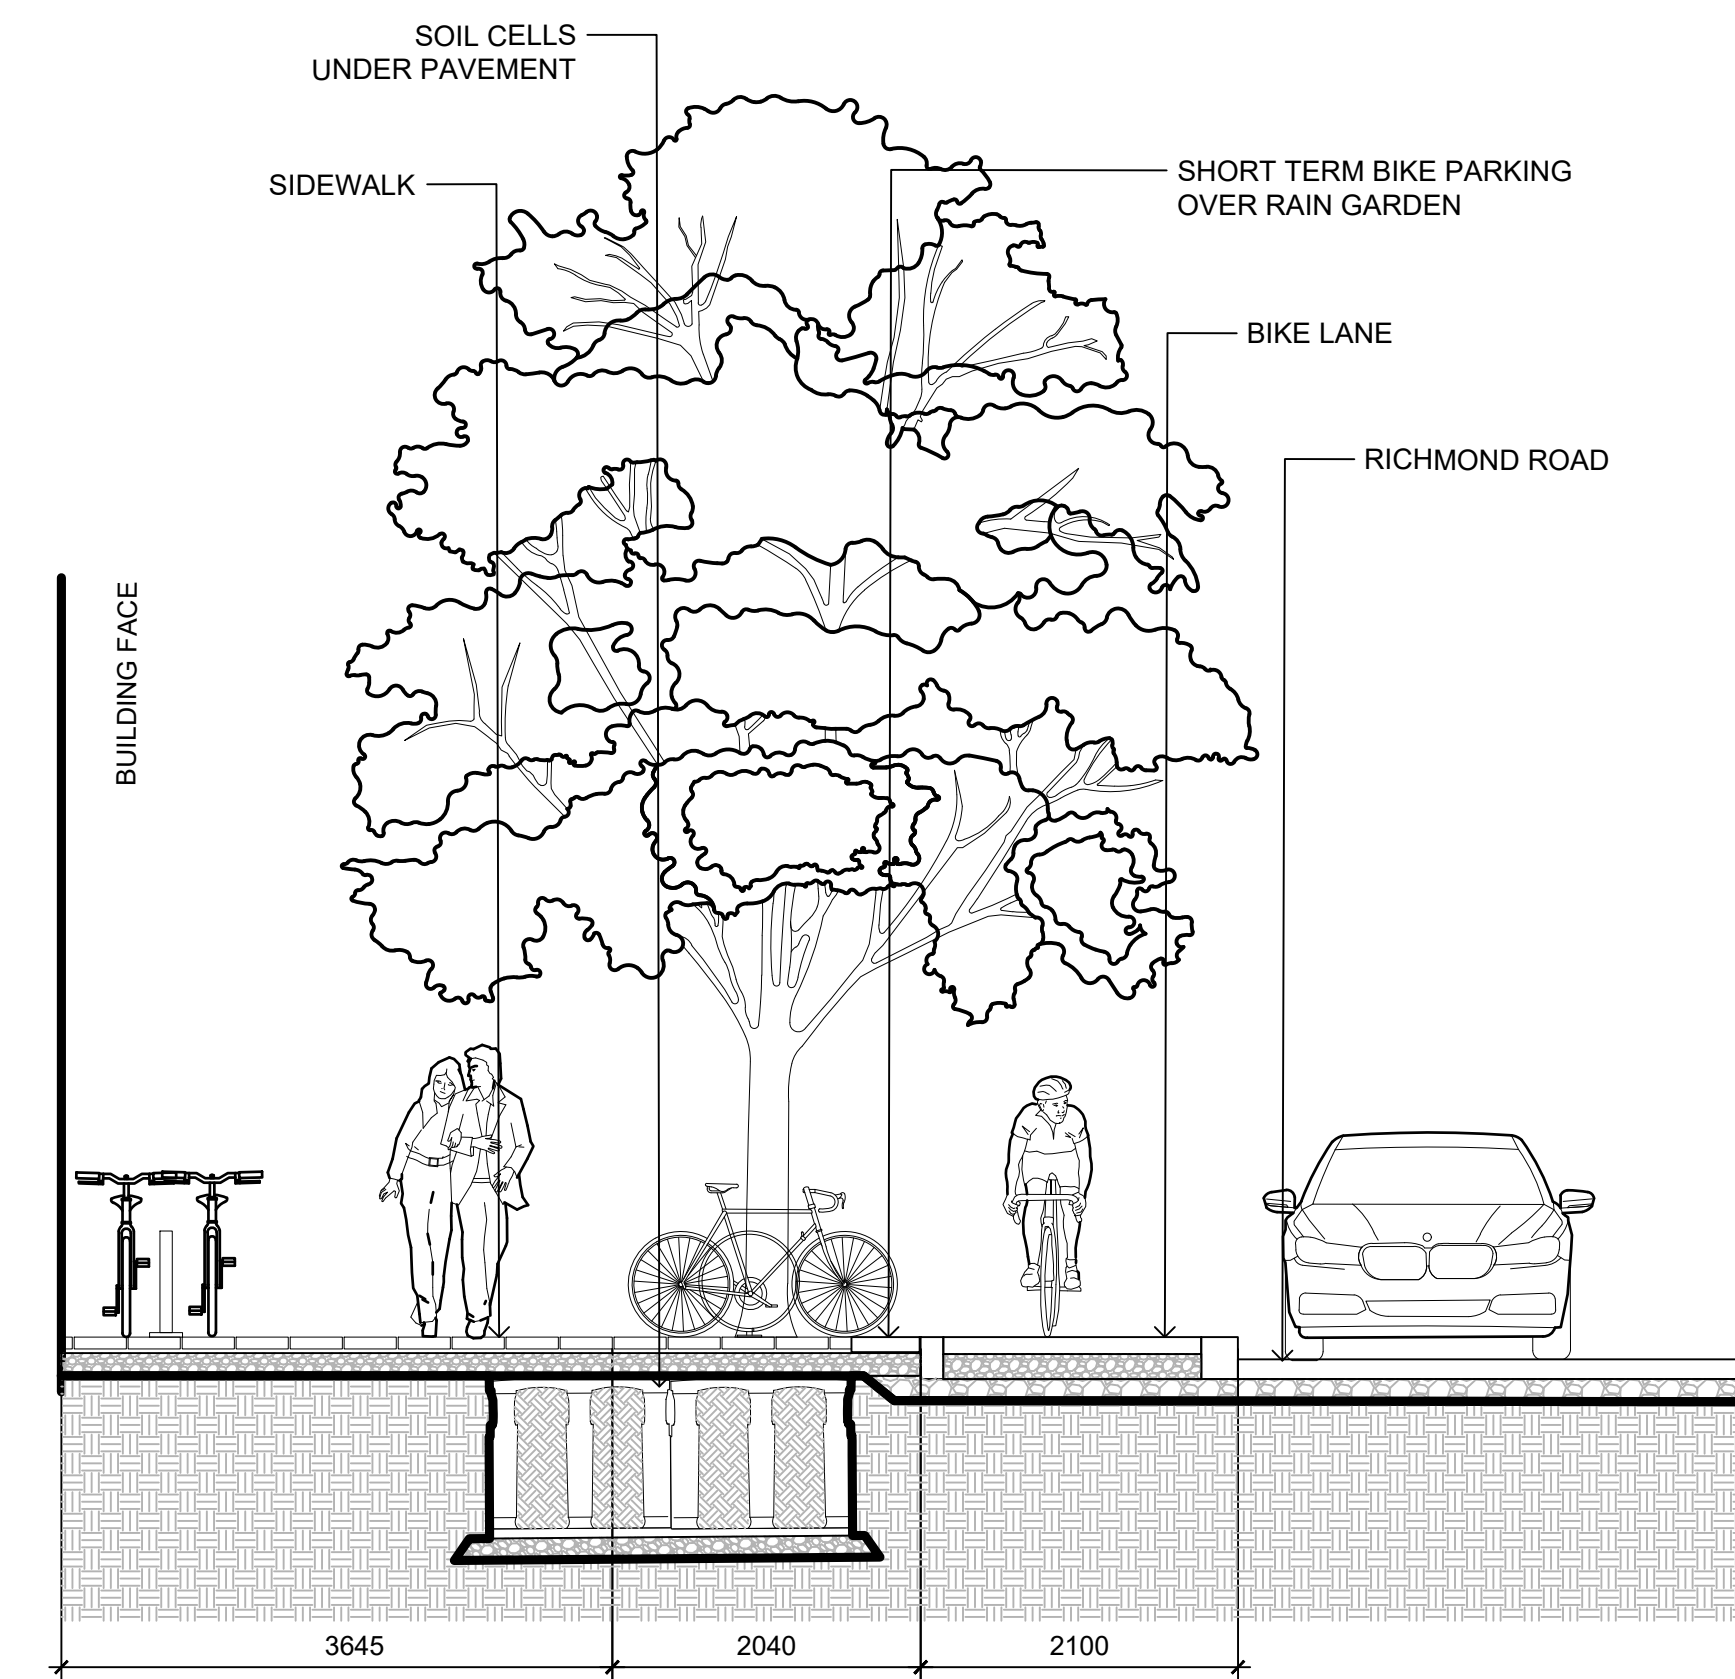 SOIL CELLS
UNDER PAVEMENT
SIDEWALK
SHORT TERM BIKE PARKING
OVER RAIN GARDEN
BIKE LANE
RICHMOND ROAD
BUILDING FACE
3645
2040
2100